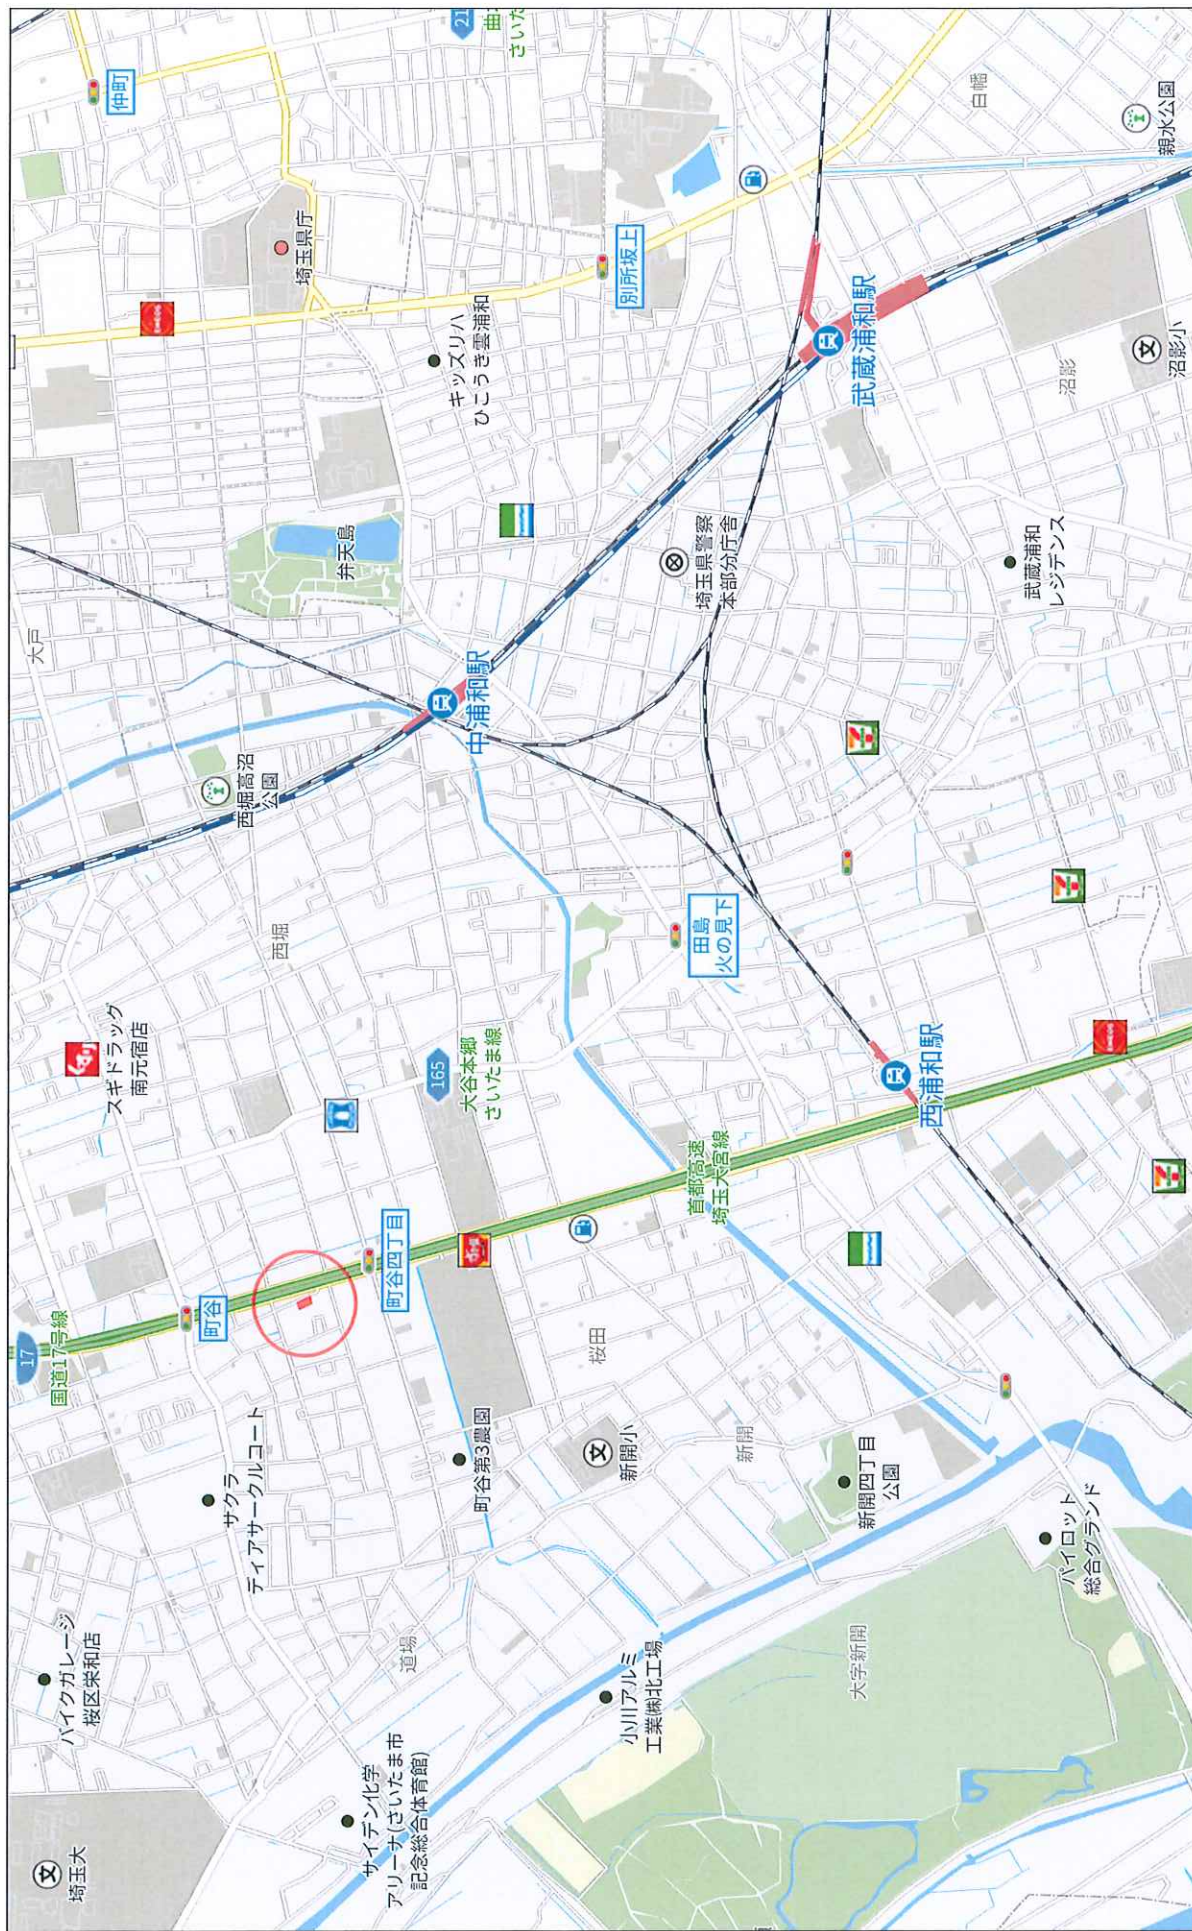 埼玉大
バイクガレージ
桜区栄和店
スギドラッグ
南元宿店
17
国道17号線
大戸
仲町
町谷
サクラ
ディアサークルコート
西堀高沼
公園
西堀
埼玉県庁
サイデン化学
アリーナ(さいたま市
記念総合体育館)
道場
弁天島
町谷四丁目
165
大谷本郷
さいたま線
キッズリハ
ひこうき雲浦和
21
曲
さいた
町谷第3農園
すき家
中浦和駅
小川アルミ
工業㈱北工場
新開小
桜田
別所坂上
田島
火の見下
首都高速
埼玉大宮線
埼玉県警察
本部分庁舎
新開
大字新開
新開四丁目
公園
西浦和駅
武蔵浦和駅
白幡
武蔵浦和
レジデンス
沼影
パイロット
総合グランド
沼影小
親水公園